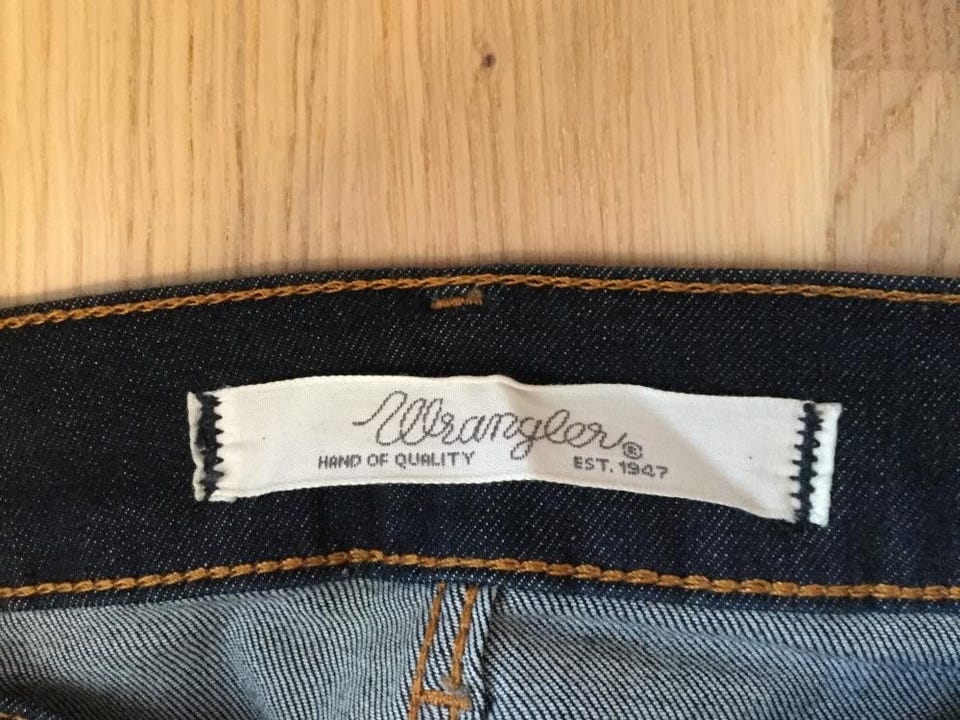 Wrangler®
HAND OF QUALITY EST. 1947